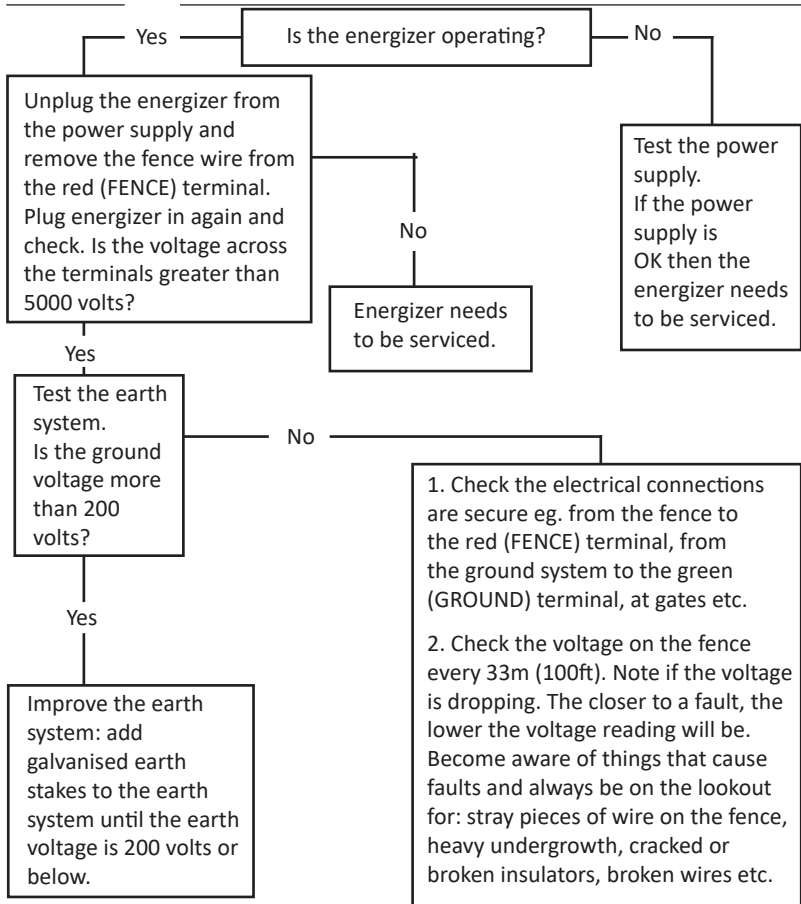 Is the energizer operating?
Yes
No
Unplug the energizer from
the power supply and
remove the fence wire from
the red (FENCE) terminal.
Plug energizer in again and
check. Is the voltage across
the terminals greater than
5000 volts?
Test the power
supply.
If the power
supply is
OK then the
energizer needs
to be serviced.
No
Energizer needs
to be serviced.
Yes
Test the earth
system.
Is the ground
voltage more
than 200
volts?
No
1. Check the electrical connections
are secure eg. from the fence to
the red (FENCE) terminal, from
the ground system to the green
(GROUND) terminal, at gates etc.
2. Check the voltage on the fence
every 33m (100ft). Note if the voltage
is dropping. The closer to a fault, the
lower the voltage reading will be.
Become aware of things that cause
faults and always be on the lookout
for: stray pieces of wire on the fence,
heavy undergrowth, cracked or
broken insulators, broken wires etc.
Yes
Improve the earth
system: add
galvanised earth
stakes to the earth
system until the earth
voltage is 200 volts or
below.